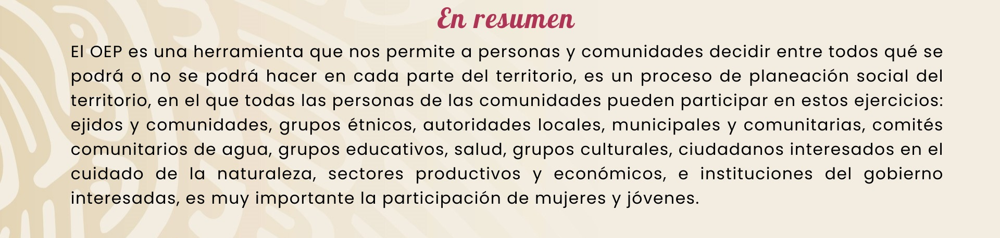 En resumen
El OEP es una herramienta que nos permite a personas y comunidades decidir entre todos qué se
podrá o no se podrá hacer en cada parte del territorio, es un proceso de planeación social del
territorio, en el que todas las personas de las comunidades pueden participar en estos ejercicios:
ejidos y comunidades, grupos étnicos, autoridades locales, municipales y comunitarias, comités
comunitarios de agua, grupos educativos, salud, grupos culturales, ciudadanos interesados en el
cuidado de la naturaleza, sectores productivos y económicos, e instituciones del gobierno
interesadas, es muy importante la participación de mujeres y jóvenes.